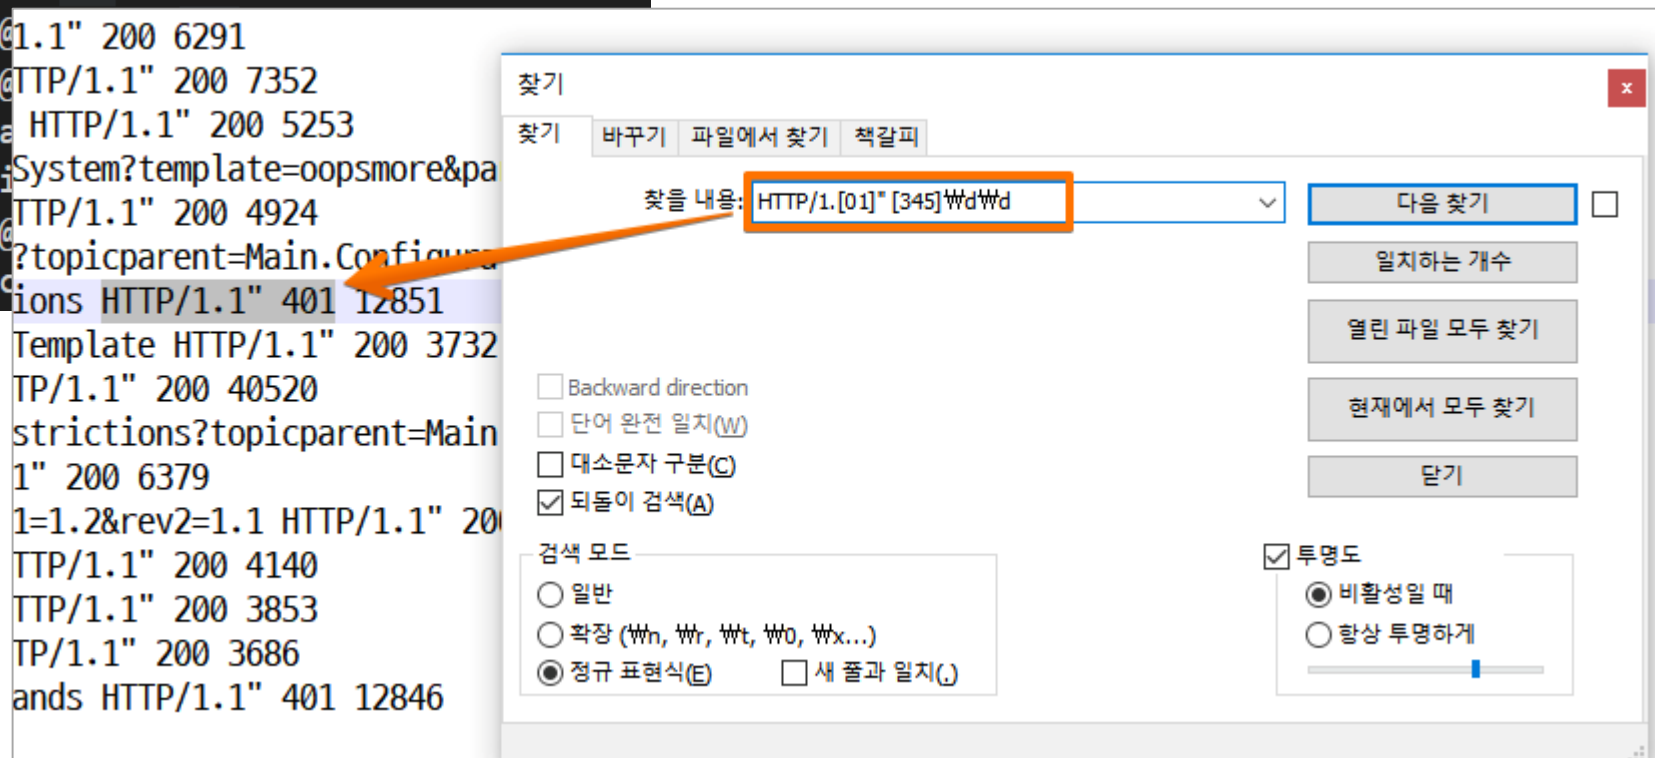 1.1" 200 6291
TTP/1.1" 200 7352
HTTP/1.1" 200 5253
System?template=oopsmore&pa
TTP/1.1" 200 4924
?topicparent=Main.Configura
ions HTTP/1.1" 401 12851
Template HTTP/1.1" 200 3732
TP/1.1" 200 40520
strictions?topicparent=Main
1" 200 6379
1=1.2&rev2=1.1 HTTP/1.1" 200
TTP/1.1" 200 4140
TTP/1.1" 200 3853
TP/1.1" 200 3686
ands HTTP/1.1" 401 12846
찾기
x
찾기 바꾸기 파일에서 찾기 책갈피
찾을 내용: HTTP/1.[01]" [345]₩d₩d
다음 찾기
일치하는 개수
열린 파일 모두 찾기
현재에서 모두 찾기
닫기
Backward direction
단어 완전 일치(W)
대소문자 구분(C)
되돌이 검색(A)
검색 모드
일반
확장 (₩n, ₩r, ₩t, ₩0, ₩x...)
정규 표현식(E) 새 줄과 일치(.)
투명도
비활성일 때
항상 투명하게